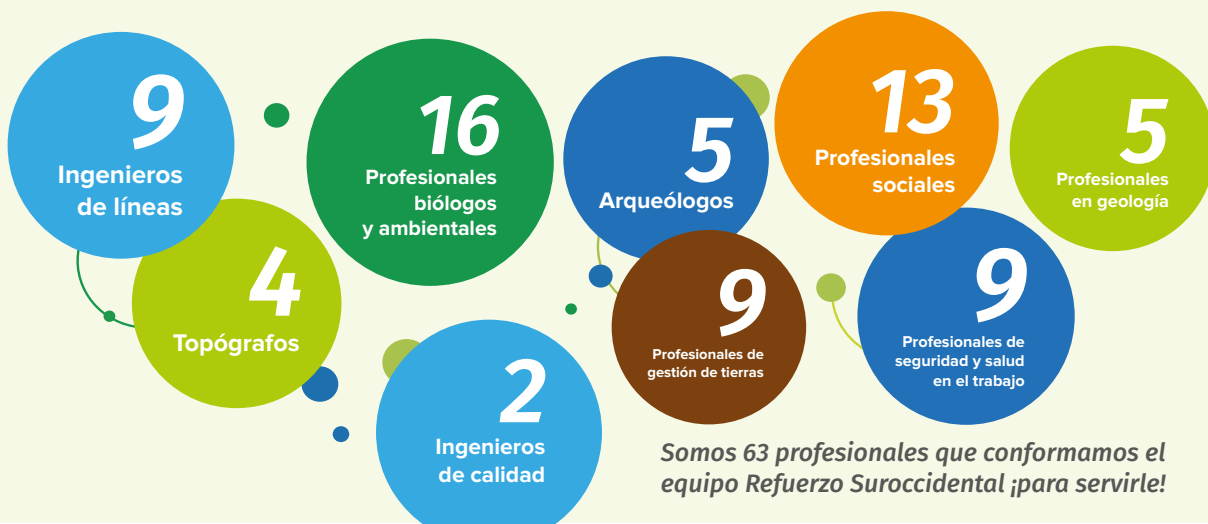 9
Ingenieros
de líneas
4
Topógrafos
16
Profesionales
biólogos
y ambientales
2
Ingenieros
de calidad
5
Arqueólogos
9
Profesionales de
gestión de tierras
13
Profesionales
sociales
9
Profesionales de
seguridad y salud
en el trabajo
5
Profesionales
en geología
Somos 63 profesionales que conformamos el
equipo Refuerzo Suroccidental ¡para servirle!